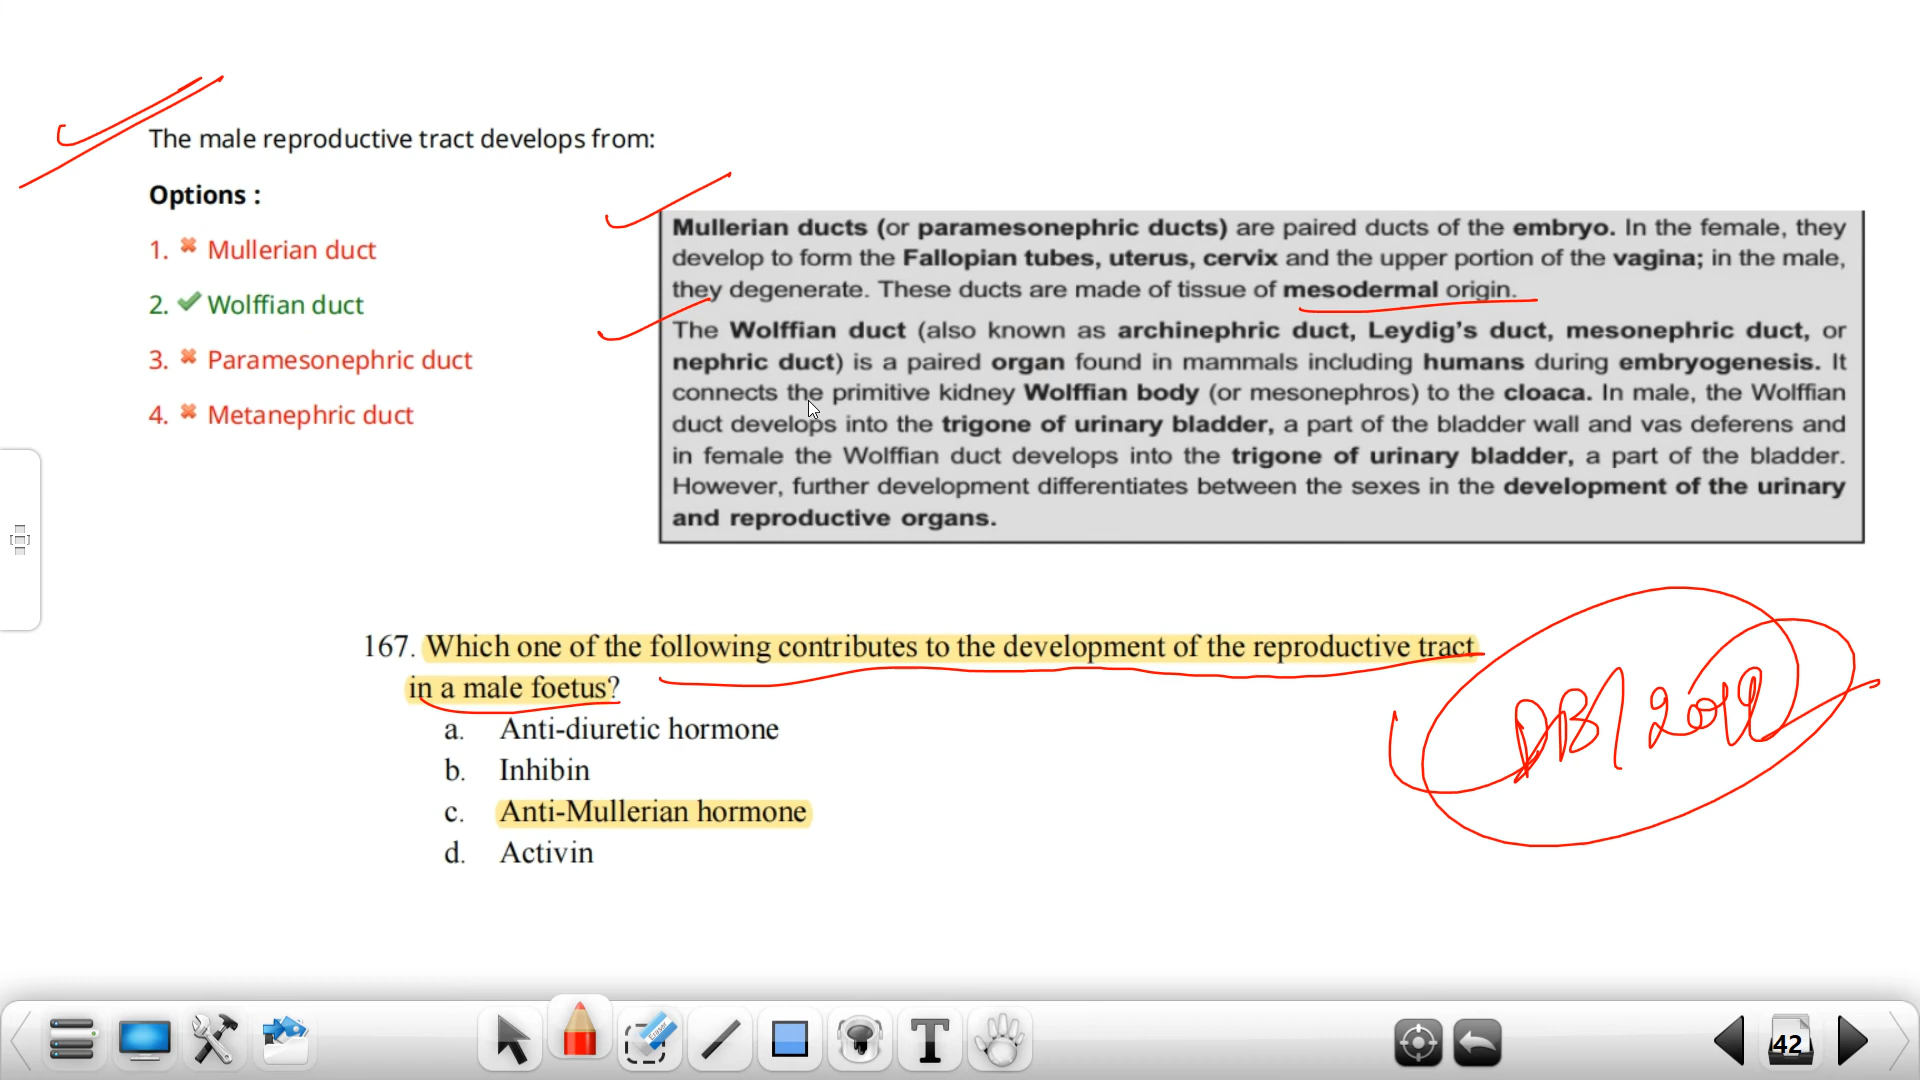 The male reproductive tract develops from:
Options :
1. Mullerian duct
2. Wolffian duct
3. Paramesonephric duct
4. Metanephric duct
Mullerian ducts (or paramesonephric ducts) are paired ducts of the embryo. In the female, they
develop to form the Fallopian tubes, uterus, cervix and the upper portion of the vagina; in the male,
they degenerate. These ducts are made of tissue of mesodermal origin.
The Wolffian duct (also known as archinephric duct, Leydig's duct, mesonephric duct, or
nephric duct) is a paired organ found in mammals including humans during embryogenesis. It
connects the primitive kidney Wolffian body (or mesonephros) to the cloaca. In male, the Wolffian
duct develops into the trigone of urinary bladder, a part of the bladder wall and vas deferens and
in female the Wolffian duct develops into the trigone of urinary bladder, a part of the bladder.
However, further development differentiates between the sexes in the development of the urinary
and reproductive organs.
167. Which one of the following contributes to the development of the reproductive tract
in a male foetus?
a. Anti-diuretic hormone
b. Inhibin
c. Anti-Mullerian hormone
d. Activin
42